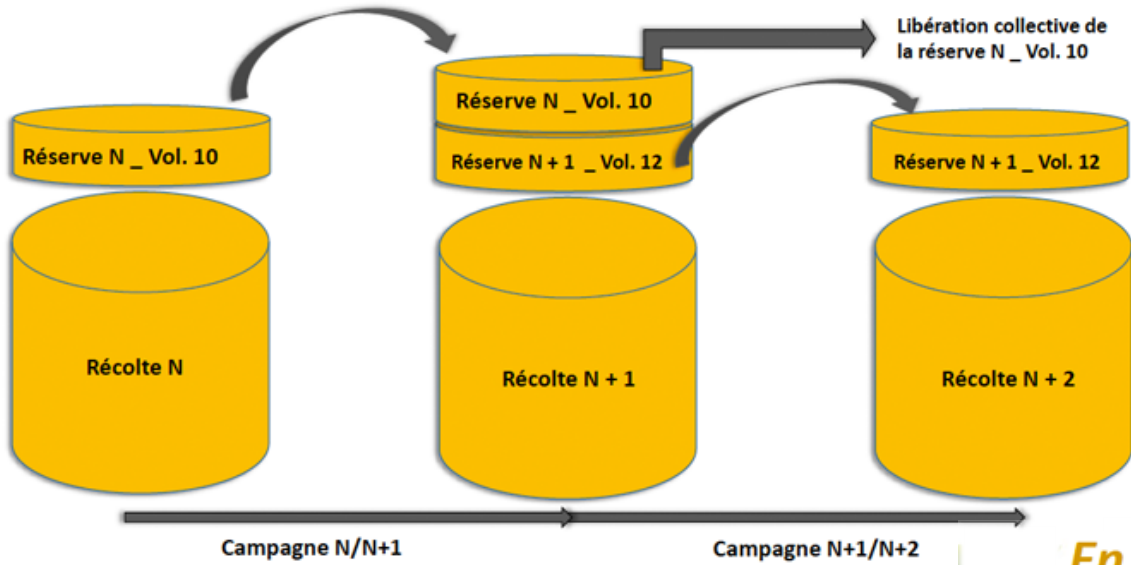 Libération collective de
la réserve N _ Vol. 10
Réserve N _ Vol. 10
Réserve N _ Vol. 10
Réserve N + 1 _ Vol. 12
Réserve N + 1 _ Vol. 12
Récolte N
Récolte N + 1
Récolte N + 2
Campagne N/N+1
Campagne N+1/N+2
En